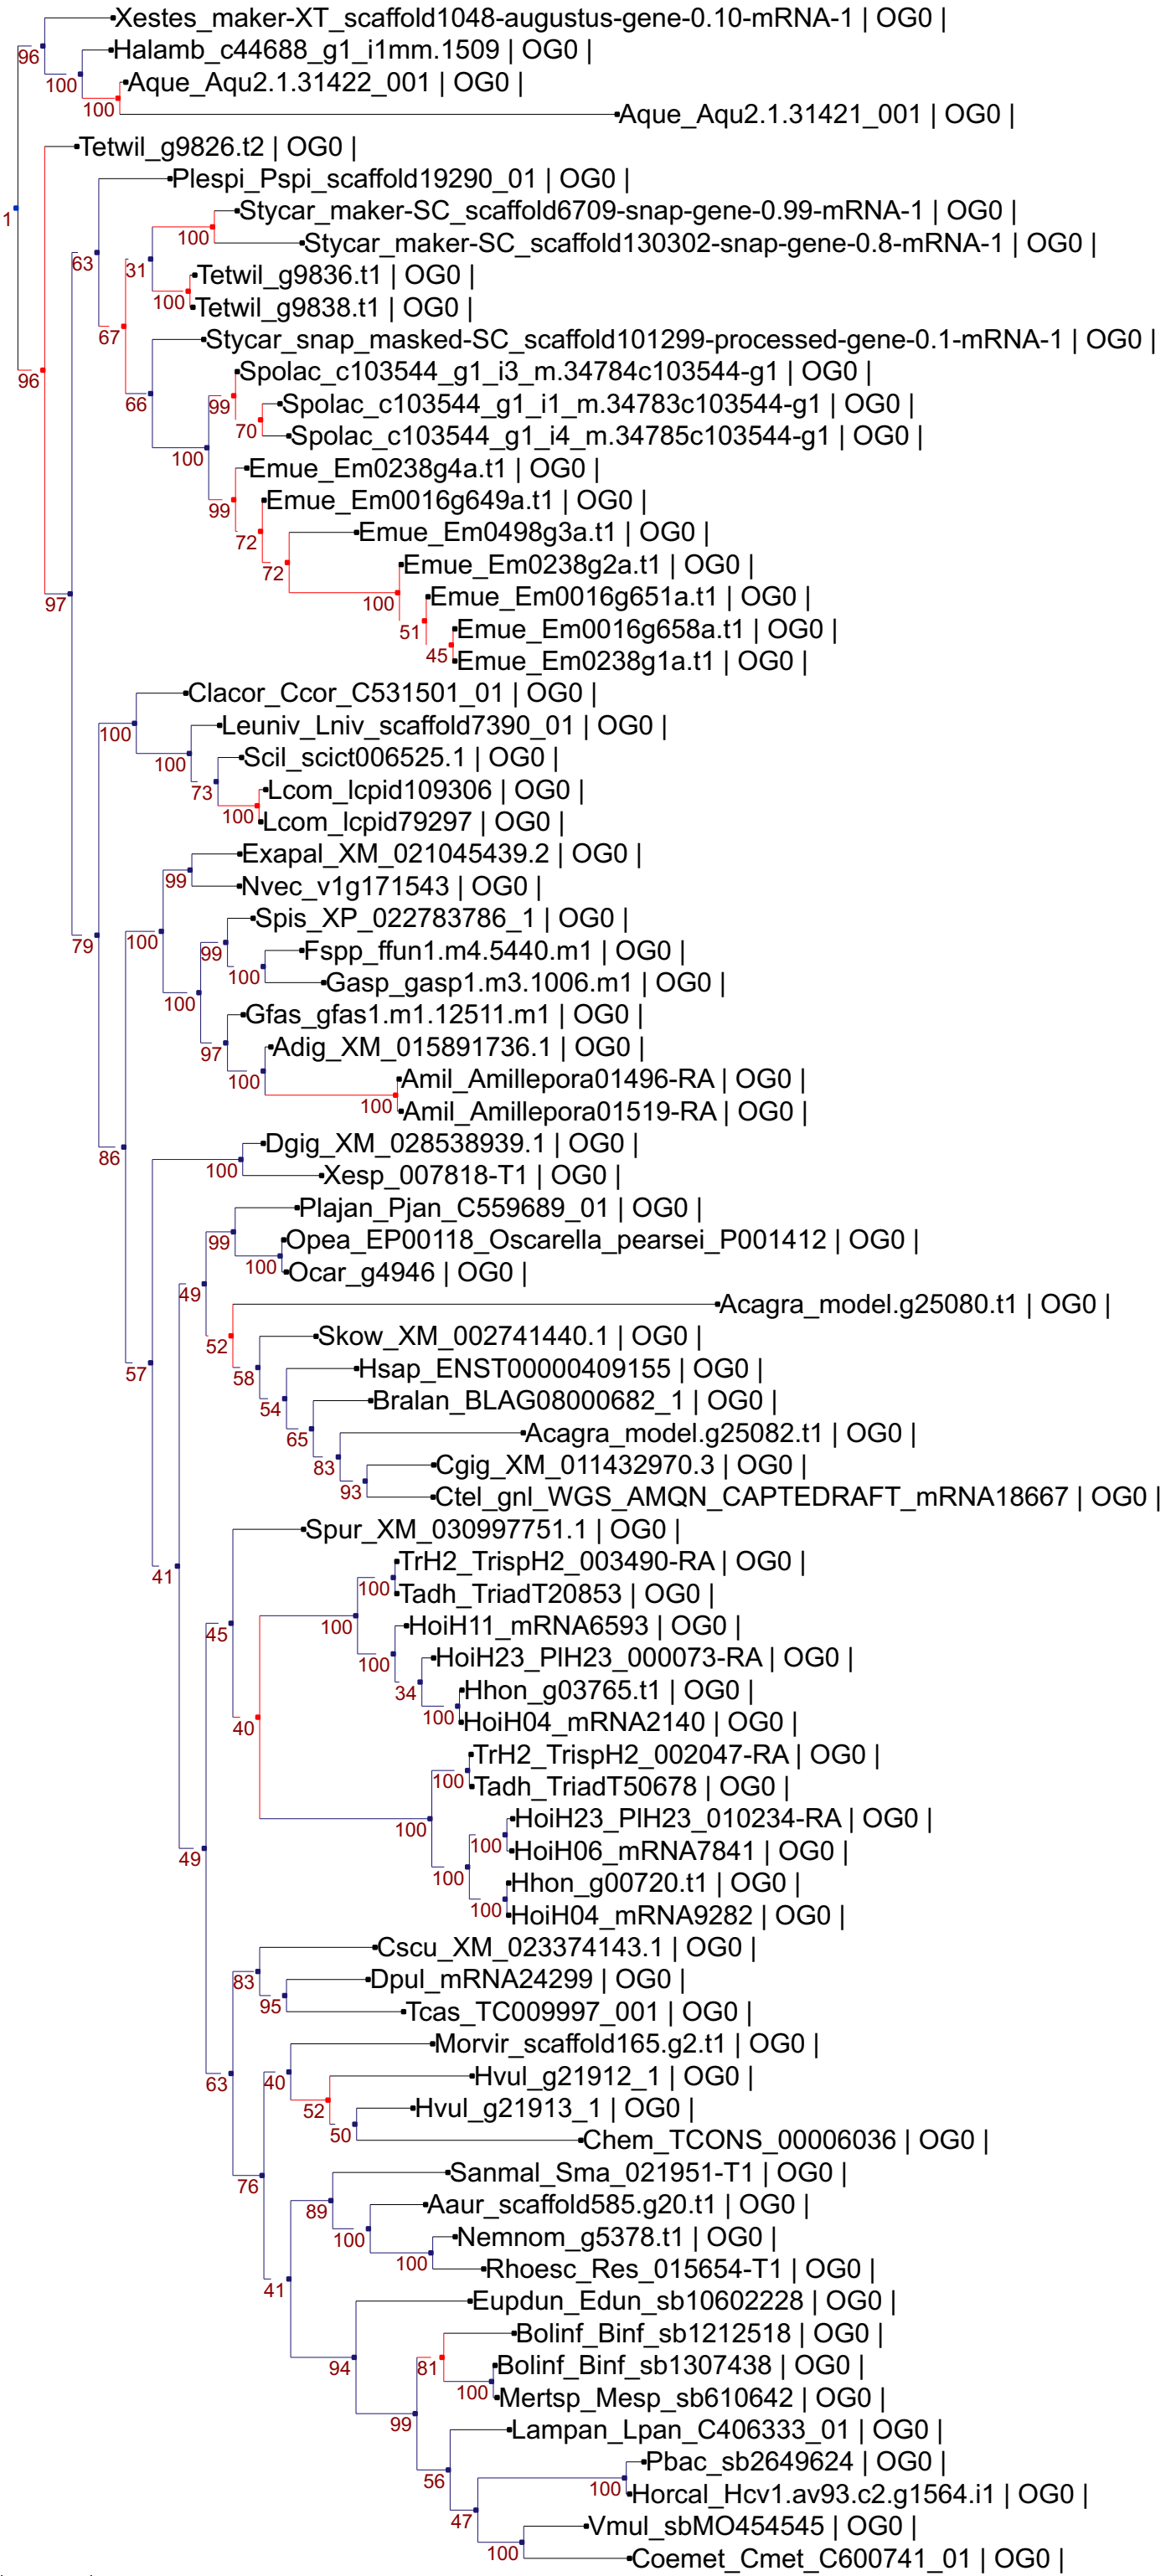 Xestes_maker-XT_scaffold1048-augustus-gene-0.10-mRNA-1 | OG0 |
96
Halamb_c44688_g1_i1mm.1509 | OG0 |
100
Aque_Aqu2.1.31422_001 | OG0 |
100
Aque_Aqu2.1.31421_001 | OG0 |
Tetwil_g9826.t2 | OG0 |
Plespi_Pspi_scaffold19290_01 | OG0 |
1
Stycar_maker-SC_scaffold6709-snap-gene-0.99-mRNA-1 | OG0 |
100
Stycar_maker-SC_scaffold130302-snap-gene-0.8-mRNA-1 | OG0 |
63
31
Tetwil_g9836.t1 | OG0 |
100
Tetwil_g9838.t1 | OG0 |
67
Stycar_snap_masked-SC_scaffold101299-processed-gene-0.1-mRNA-1 | OG0 |
96
Spolac_c103544_g1_i3_m.34784c103544-g1 | OG0 |
66
99
Spolac_c103544_g1_i1_m.34783c103544-g1 | OG0 |
70
Spolac_c103544_g1_i4_m.34785c103544-g1 | OG0 |
100
Emue_Em0238g4a.t1 | OG0 |
99
Emue_Em0016g649a.t1 | OG0 |
72
Emue_Em0498g3a.t1 | OG0 |
72
Emue_Em0238g2a.t1 | OG0 |
97
100
Emue_Em0016g651a.t1 | OG0 |
51
Emue_Em0016g658a.t1 | OG0 |
45
Emue_Em0238g1a.t1 | OG0 |
Clacor_Ccor_C531501_01 | OG0 |
100
Leuniv_Lniv_scaffold7390_01 | OG0 |
100
Scil_scict006525.1 | OG0 |
73
Lcom_lcpid109306 | OG0 |
100
Lcom_lcpid79297 | OG0 |
Exapal_XM_021045439.2 | OG0 |
99
Nvec_v1g171543 | OG0 |
Spis_XP_022783786_1 | OG0 |
79
100
99
Fspp_ffun1.m4.5440.m1 | OG0 |
100
Gasp_gasp1.m3.1006.m1 | OG0 |
100
Gfas_gfas1.m1.12511.m1 | OG0 |
97
Adig_XM_015891736.1 | OG0 |
100
Amil_Amillepora01496-RA | OG0 |
100
Amil_Amillepora01519-RA | OG0 |
Dgig_XM_028538939.1 | OG0 |
86
100
Xesp_007818-T1 | OG0 |
Plajan_Pjan_C559689_01 | OG0 |
99
Opea_EP00118_Oscarella_pearsei_P001412 | OG0 |
100
Ocar_g4946 | OG0 |
49
Acagra_model.g25080.t1 | OG0 |
52
Skow_XM_002741440.1 | OG0 |
57
58
Hsap_ENST00000409155 | OG0 |
54
Bralan_BLAG08000682_1 | OG0 |
65
Acagra_model.g25082.t1 | OG0 |
83
Cgig_XM_011432970.3 | OG0 |
93
Ctel_gnl_WGS_AMQN_CAPTEDRAFT_mRNA18667 | OG0 |
Spur_XM_030997751.1 | OG0 |
41
TrH2_TrispH2_003490-RA | OG0 |
100
Tadh_TriadT20853 | OG0 |
45
100
HoiH11_mRNA6593 | OG0 |
100
HoiH23_PlH23_000073-RA | OG0 |
34
Hhon_g03765.t1 | OG0 |
100
HoiH04_mRNA2140 | OG0 |
40
TrH2_TrispH2_002047-RA | OG0 |
100
Tadh_TriadT50678 | OG0 |
100
HoiH23_PlH23_010234-RA | OG0 |
100
HoiH06_mRNA7841 | OG0 |
49
100
Hhon_g00720.t1 | OG0 |
100
HoiH04_mRNA9282 | OG0 |
Cscu_XM_023374143.1 | OG0 |
83
Dpul_mRNA24299 | OG0 |
95
Tcas_TC009997_001 | OG0 |
Morvir_scaffold165.g2.t1 | OG0 |
63
40
Hvul_g21912_1 | OG0 |
52
Hvul_g21913_1 | OG0 |
50
Chem_TCONS_00006036 | OG0 |
Sanmal_Sma_021951-T1 | OG0 |
76
89
Aaur_scaffold585.g20.t1 | OG0 |
100
Nemnom_g5378.t1 | OG0 |
100
Rhoesc_Res_015654-T1 | OG0 |
41
Eupdun_Edun_sb10602228 | OG0 |
Bolinf_Binf_sb1212518 | OG0 |
94
81
Bolinf_Binf_sb1307438 | OG0 |
100
Mertsp_Mesp_sb610642 | OG0 |
99
Lampan_Lpan_C406333_01 | OG0 |
Pbac_sb2649624 | OG0 |
56
100
Horcal_Hcv1.av93.c2.g1564.i1 | OG0 |
47
Vmul_sbMO454545 | OG0 |
100
Coemet_Cmet_C600741_01 | OG0 |